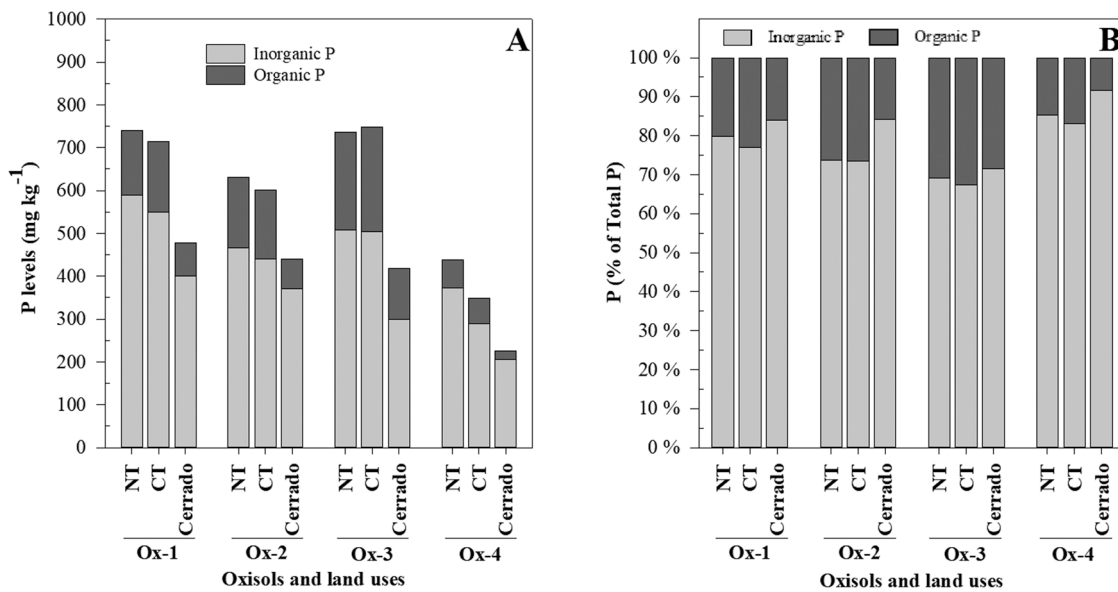 A
Inorganic P
Organic P
P levels (mg kg-1)
1000
900
800
700
600
500
400
300
200
100
0
NT CT Cerrado NT CT Cerrado NT CT Cerrado NT CT Cerrado
Ox-1 Ox-2 Ox-3 Ox-4
Oxisols and land uses
B
Inorganic P Organic P
P (% of Total P)
100 %
90 %
80 %
70 %
60 %
50 %
40 %
30 %
20 %
10 %
0 %
NT CT Cerrado NT CT Cerrado NT CT Cerrado NT CT Cerrado
Ox-1 Ox-2 Ox-3 Ox-4
Oxisols and land uses